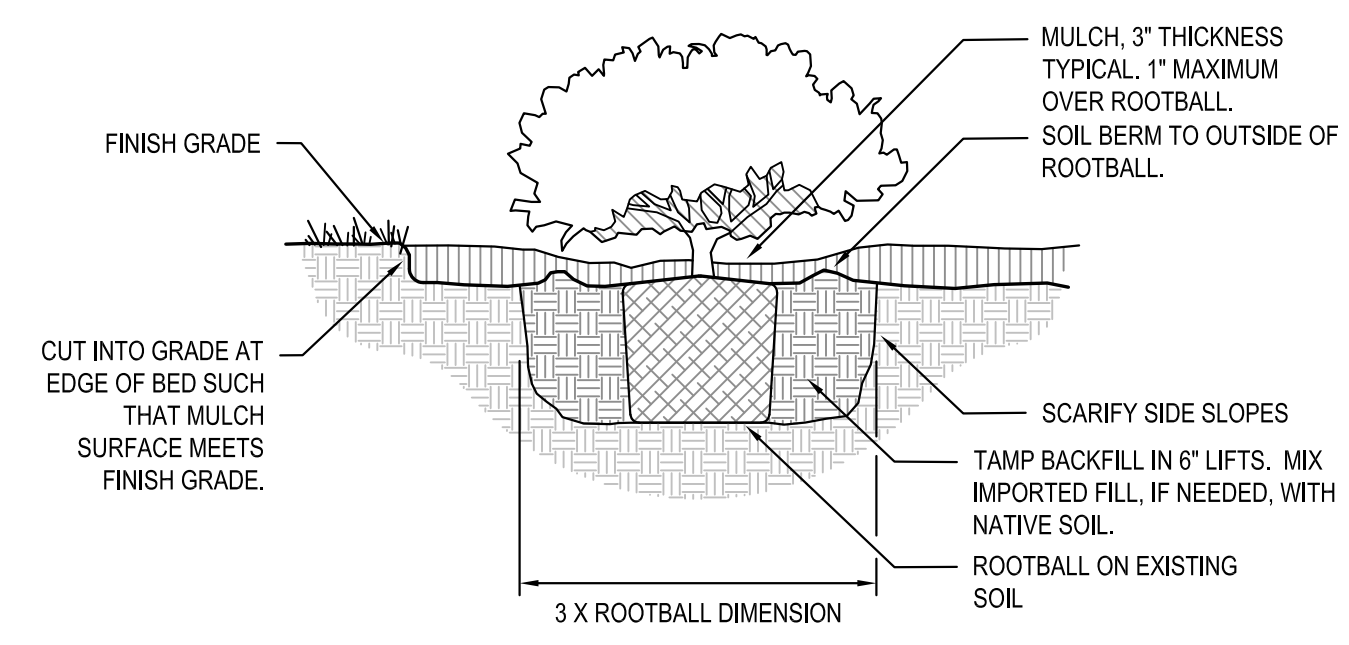 FINISH GRADE
CUT INTO GRADE AT
EDGE OF BED SUCH
THAT MULCH
SURFACE MEETS
FINISH GRADE.
MULCH, 3" THICKNESS
TYPICAL. 1" MAXIMUM
OVER ROOTBALL.
SOIL BERM TO OUTSIDE OF
ROOTBALL.
SCARIFY SIDE SLOPES
TAMP BACKFILL IN 6" LIFTS. MIX
IMPORTED FILL, IF NEEDED, WITH
NATIVE SOIL.
ROOTBALL ON EXISTING
SOIL
3 X ROOTBALL DIMENSION